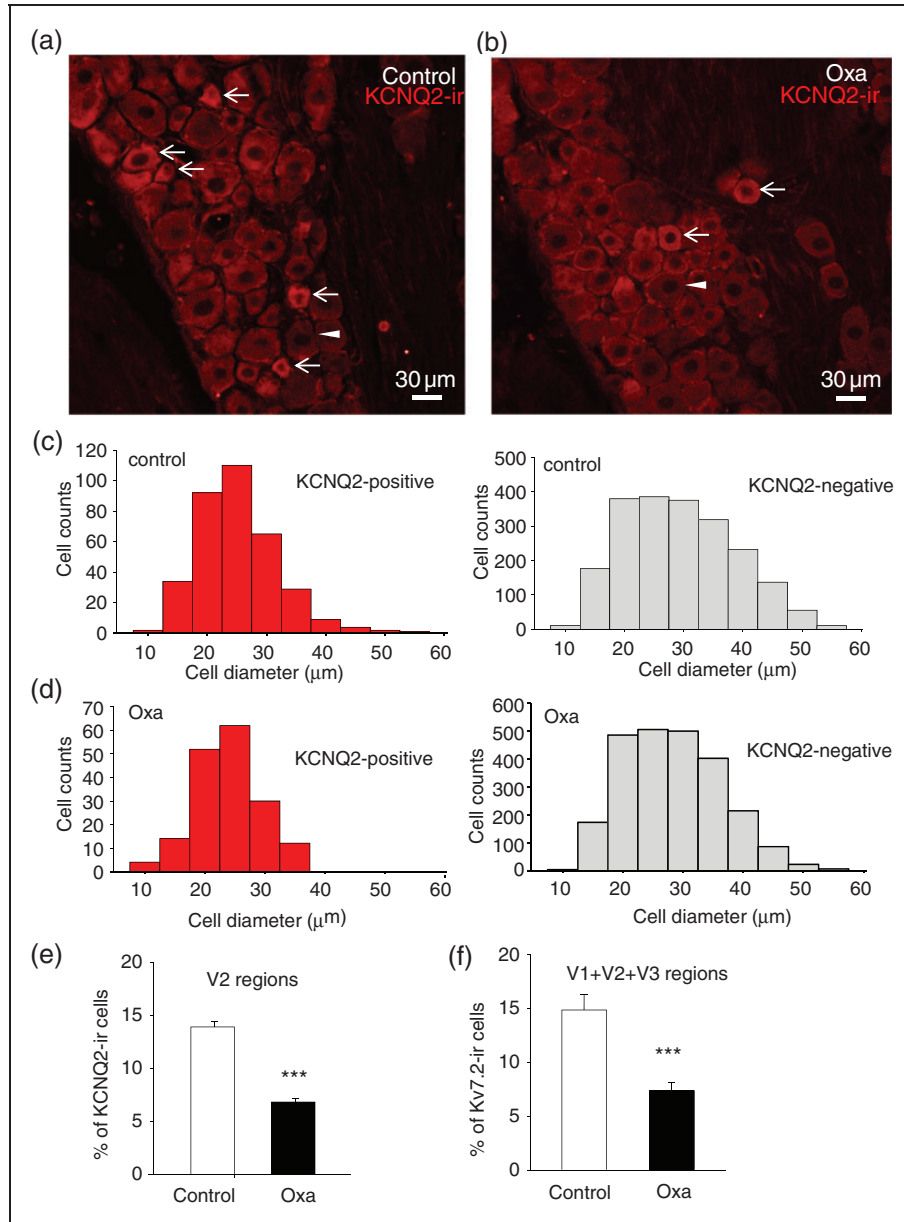 (a)
Control
KCNQ2-ir
30 µm
(b)
Oxa
KCNQ2-ir
30 µm
(c)
control
KCNQ2-positive
Cell counts
120
100
80
60
40
20
0
10 20 30 40 50 60
Cell diameter (µm)
control
KCNQ2-negative
Cell counts
500
400
300
200
100
0
10 20 30 40 50 60
Cell diameter (µm)
(d)
Oxa
KCNQ2-positive
Cell counts
70
60
50
40
30
20
10
0
10 20 30 40 50 60
Cell diameter (µm)
Oxa
KCNQ2-negative
Cell counts
600
500
400
300
200
100
0
10 20 30 40 50 60
Cell diameter (µm)
(e)
V2 regions
% of KCNQ2-ir cells
20
15
10
5
0
***
Control Oxa
(f)
V1+V2+V3 regions
% of Kv7.2-ir cells
20
15
10
5
0
***
Control Oxa